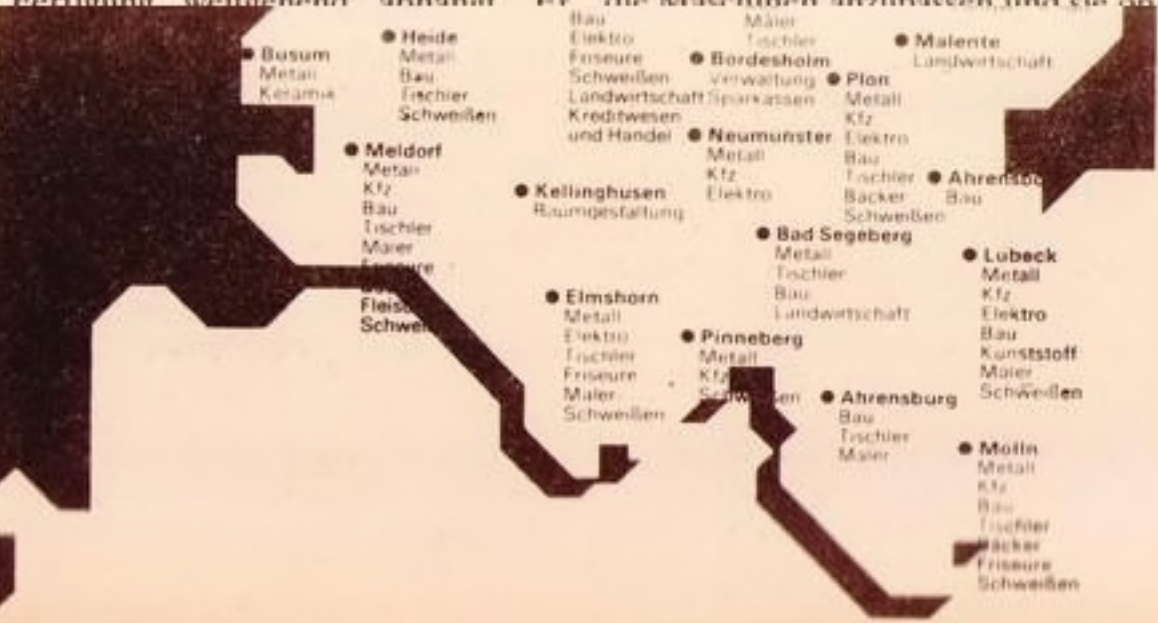 Bau
Elektro
Friseure
Schweißen
Landwirtschaft
Kreditwesen
und Handel
Maler
Tischler
Busum
Metall
Keramik
Heide
Metall
Bau
Tischler
Schweißen
Bordesholm
Verwaltung
Sparkassen
Malente
Landwirtschaft
Plon
Metall
Kfz
Elektro
Bau
Tischler
Bäcker
Schweißen
Neumunster
Metall
Kfz
Elektro
Meldorf
Metall
Kfz
Bau
Tischler
Maler
Kellinghusen
Raumgestaltung
Bau
Bad Segeberg
Metall
Tischler
Bau
Landwirtschaft
Lubeck
Metall
Kfz
Elektro
Bau
Kunststoff
Maler
Schweißen
Elmshorn
Metall
Elektro
Tischler
Friseure
Maler
Schweißen
Pinneberg
Metall
Kfz
Ahrensburg
Bau
Tischler
Maler
Molln
Metall
Kfz
Bau
Tischler
Bäcker
Friseure
Schweißen